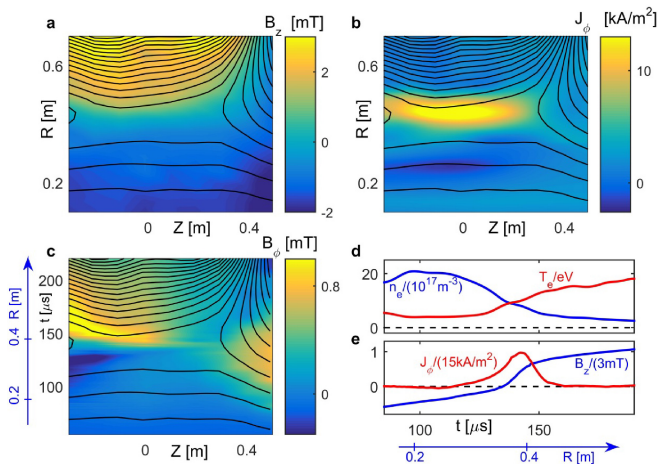 a B_z [mT]
0.6
R [m]
0.2
0 0.4
Z [m]
2
0
-2
b J_ϕ [kA/m²]
0.6
R [m]
0.2
0 0.4
Z [m]
10
5
0
c B_ϕ [mT]
R [m]
0.4
0.2
t [μs]
200
150
100
0 0.4
Z [m]
0.8
0.4
0
d
20
0
n_e/(10¹⁷m⁻³)
T_e/eV
e
1
0
J_ϕ/(15kA/m²)
B_z/(3mT)
100 t [μs] 150
0.2 0.4 R [m]